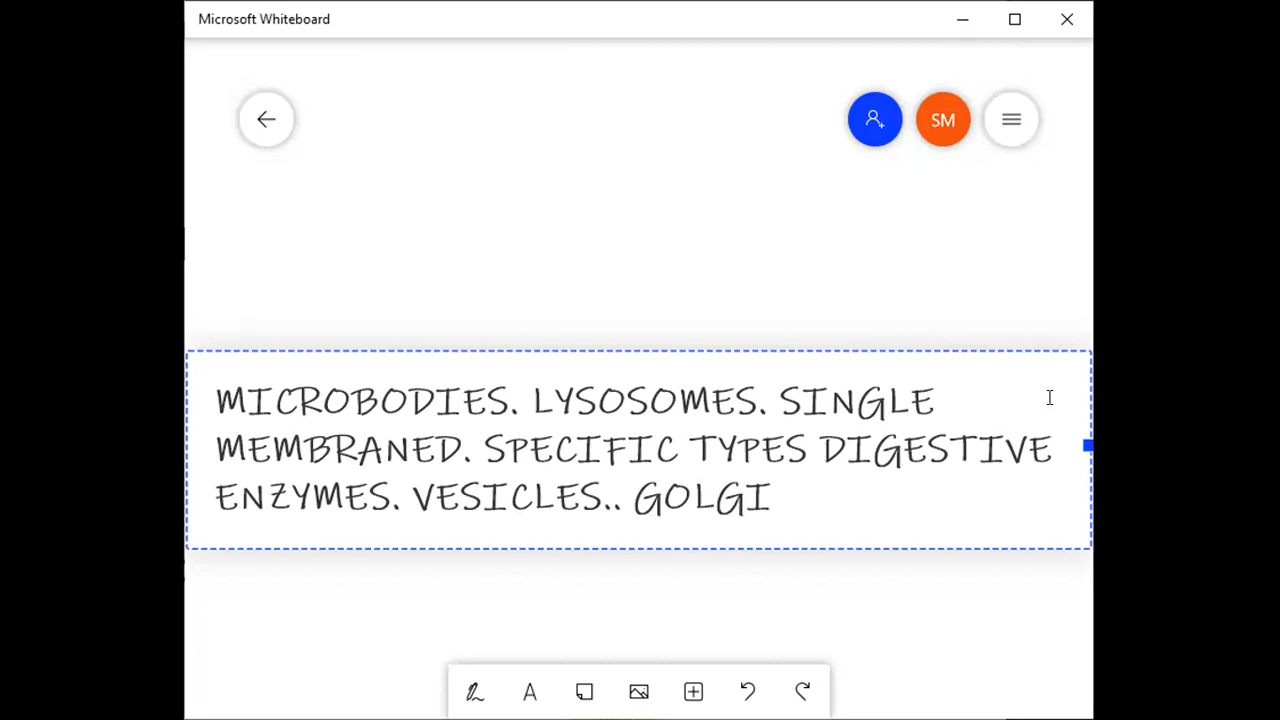 Microsoft Whiteboard
SM
MICROBODIES. LYSOSOMES. SINGLE
MEMBRANED. SPECIFIC TYPES DIGESTIVE
ENZYMES. VESICLES.. GOLGI
A